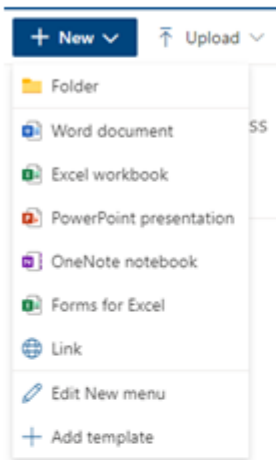 + New
Upload
Folder
Word document
ss
Excel workbook
PowerPoint presentation
OneNote notebook
Forms for Excel
Link
Edit New menu
+ Add template